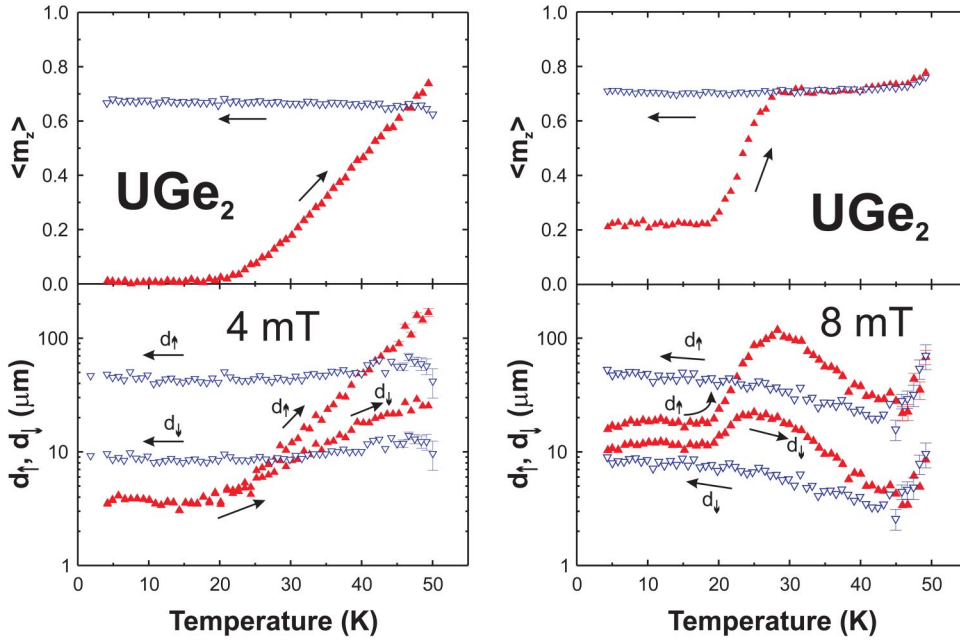 1.0
0.8
0.6
0.4
0.2
0.0
<m_z>
UGe₂
100
10
1
d↑, d↓ (μm)
4 mT
d↑
d↓
d↑
d↓
0 10 20 30 40 50
Temperature (K)
1.0
0.8
0.6
0.4
0.2
0.0
<m_z>
UGe₂
100
10
1
d↑, d↓ (μm)
8 mT
d↑
d↑
d↓
d↓
0 10 20 30 40 50
Temperature (K)